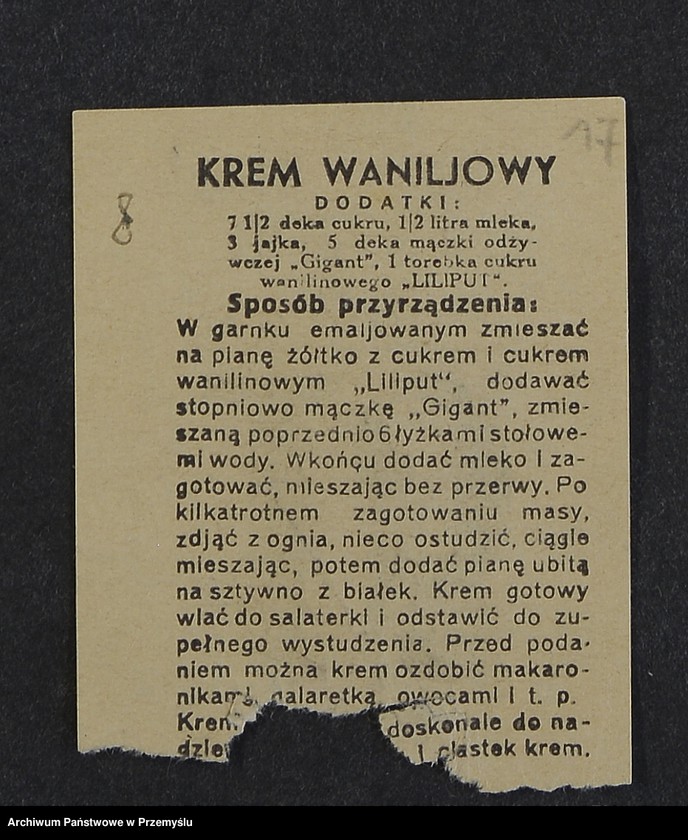 17
KREM WANILJOWY
8
DODATKI:
7 1|2 deka cukru, 1|2 litra mleka,
3 jajka, 5 deka mączki odży-
wczej „Gigant”, 1 torebka cukru
wanilinowego „LILIPUT“.
Sposób przyrządzenia:
W garnku emaljowanym zmieszać
na pianę żółtko z cukrem i cukrem
wanilinowym „Liliput“, dodawać
stopniowo mączkę „Gigant”, zmie-
szaną poprzednio 6 łyżkami stołowe-
mi wody. Wkońçu dodać mleko i za-
gotować, mieszając bez przerwy. Po
kilkatrotnem zagotowaniu masy,
zdjąć z ognia, nieco ostudzić, ciągle
mieszając, potem dodać pianę ubitą
na sztywno z białek. Krem gotowy
wlać do salaterki i odstawić do zu-
pełnego wystudzenia. Przed poda-
niem można krem ozdobić makaro-
nikami, galaretką, owocami i t. p.
Krem doskonale do na-
i ciastek krem.
Archiwum Państwowe w Przemyślu